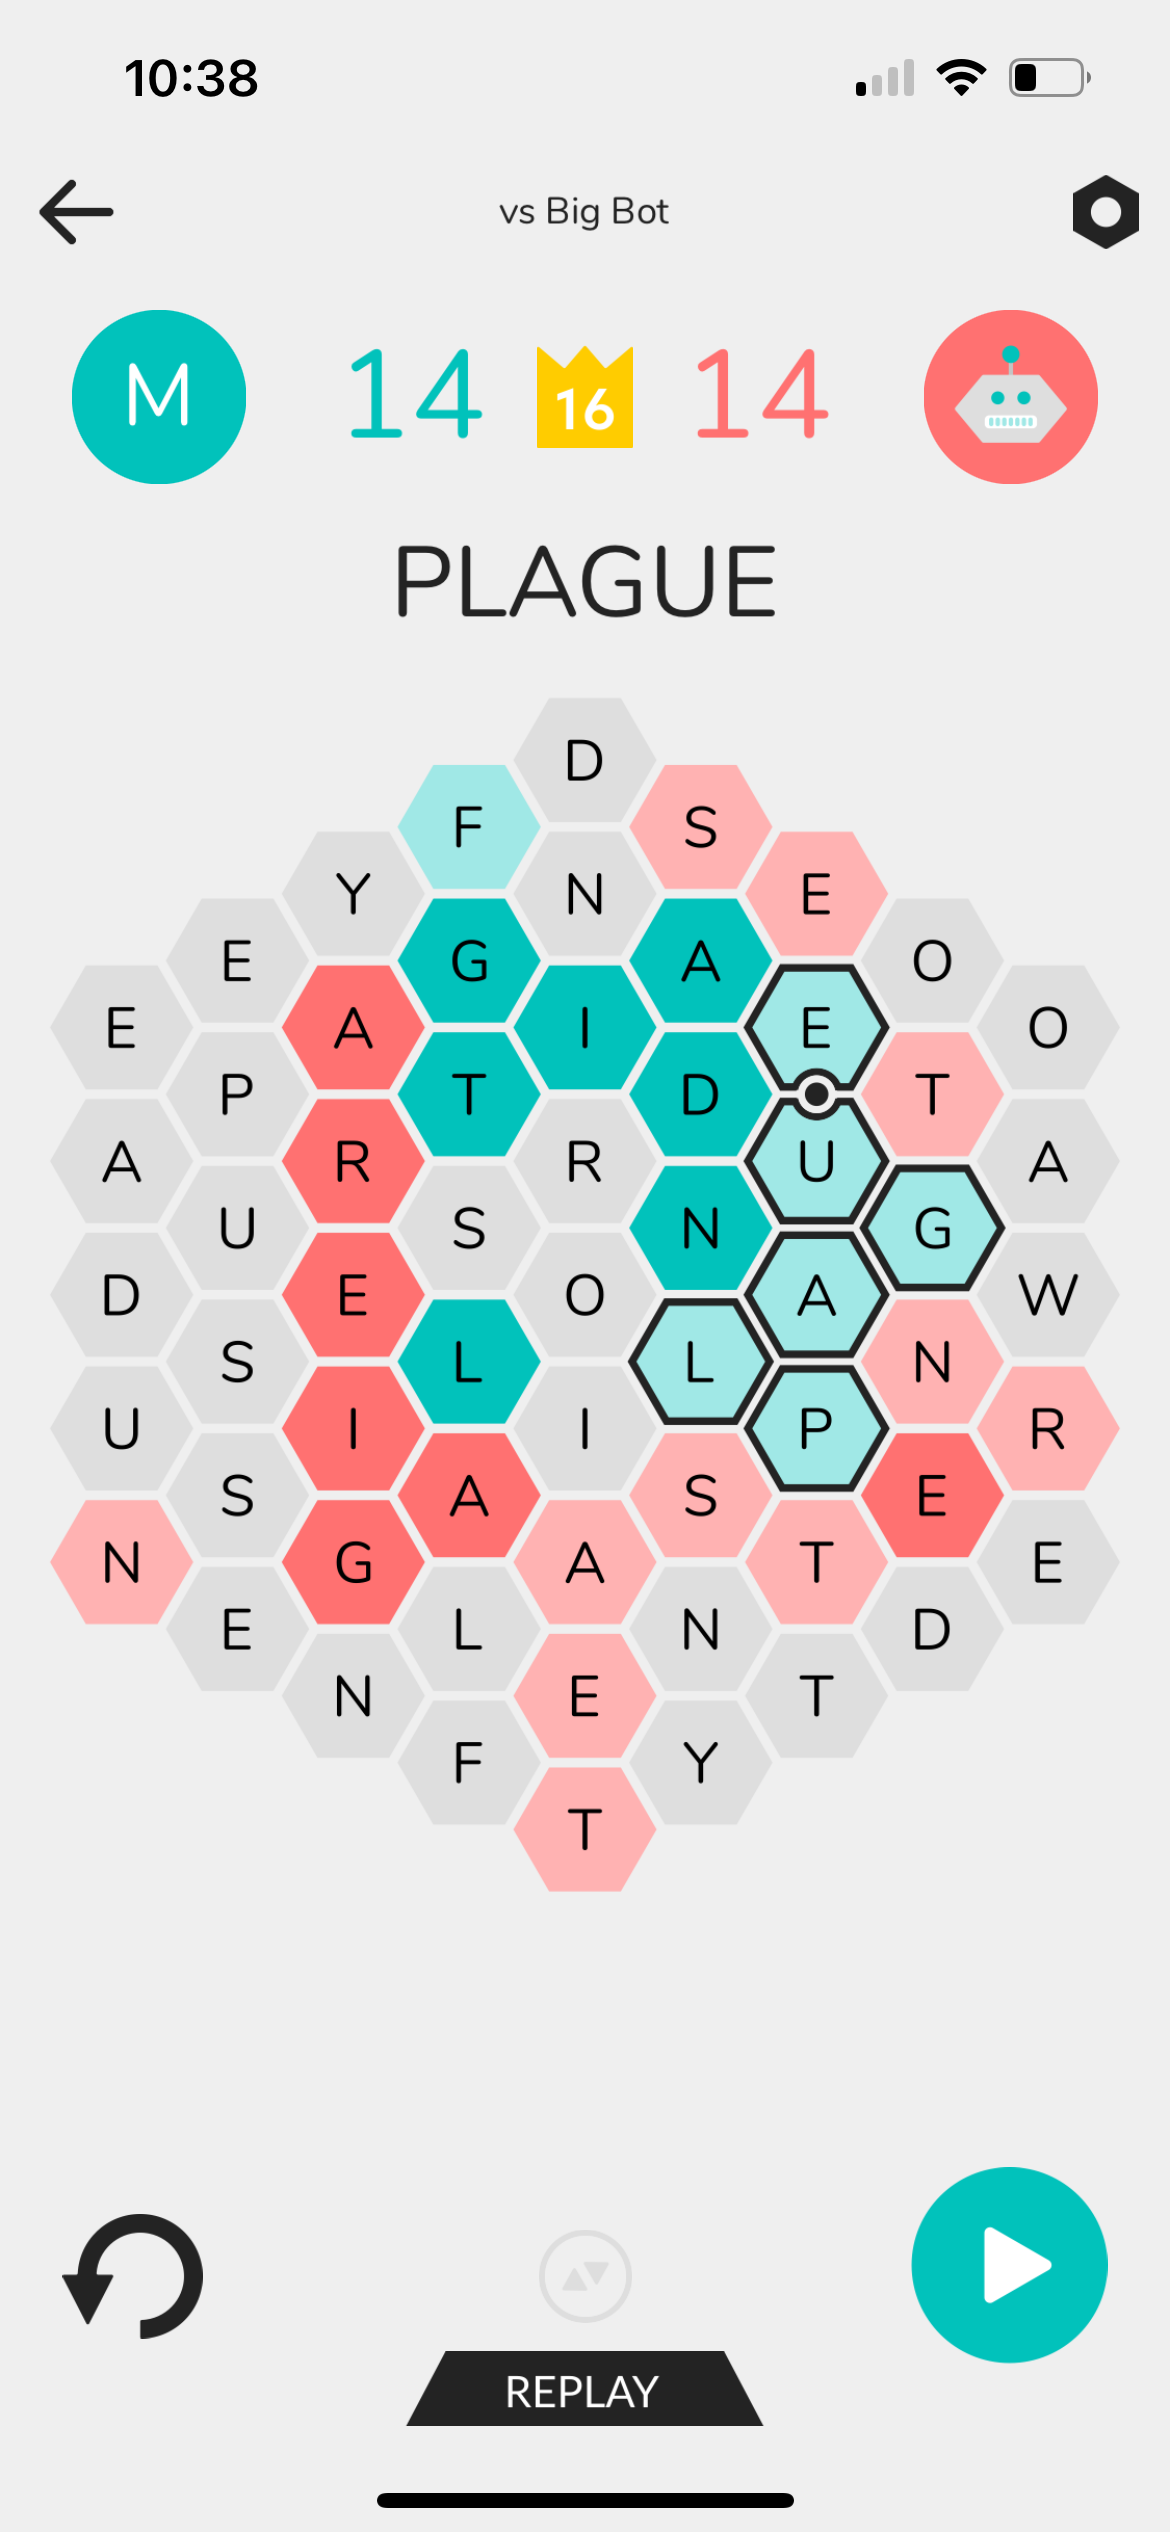 10:38
vs Big Bot
M 14 16 14
PLAGUE
D
F S
Y N E
E G A O
E A I E O
P T D T
A R R U A
U S N G
D E O A W
S L L N
U I I P R
S A S E
N G A T E
E L N D
N E T
F Y
T
REPLAY